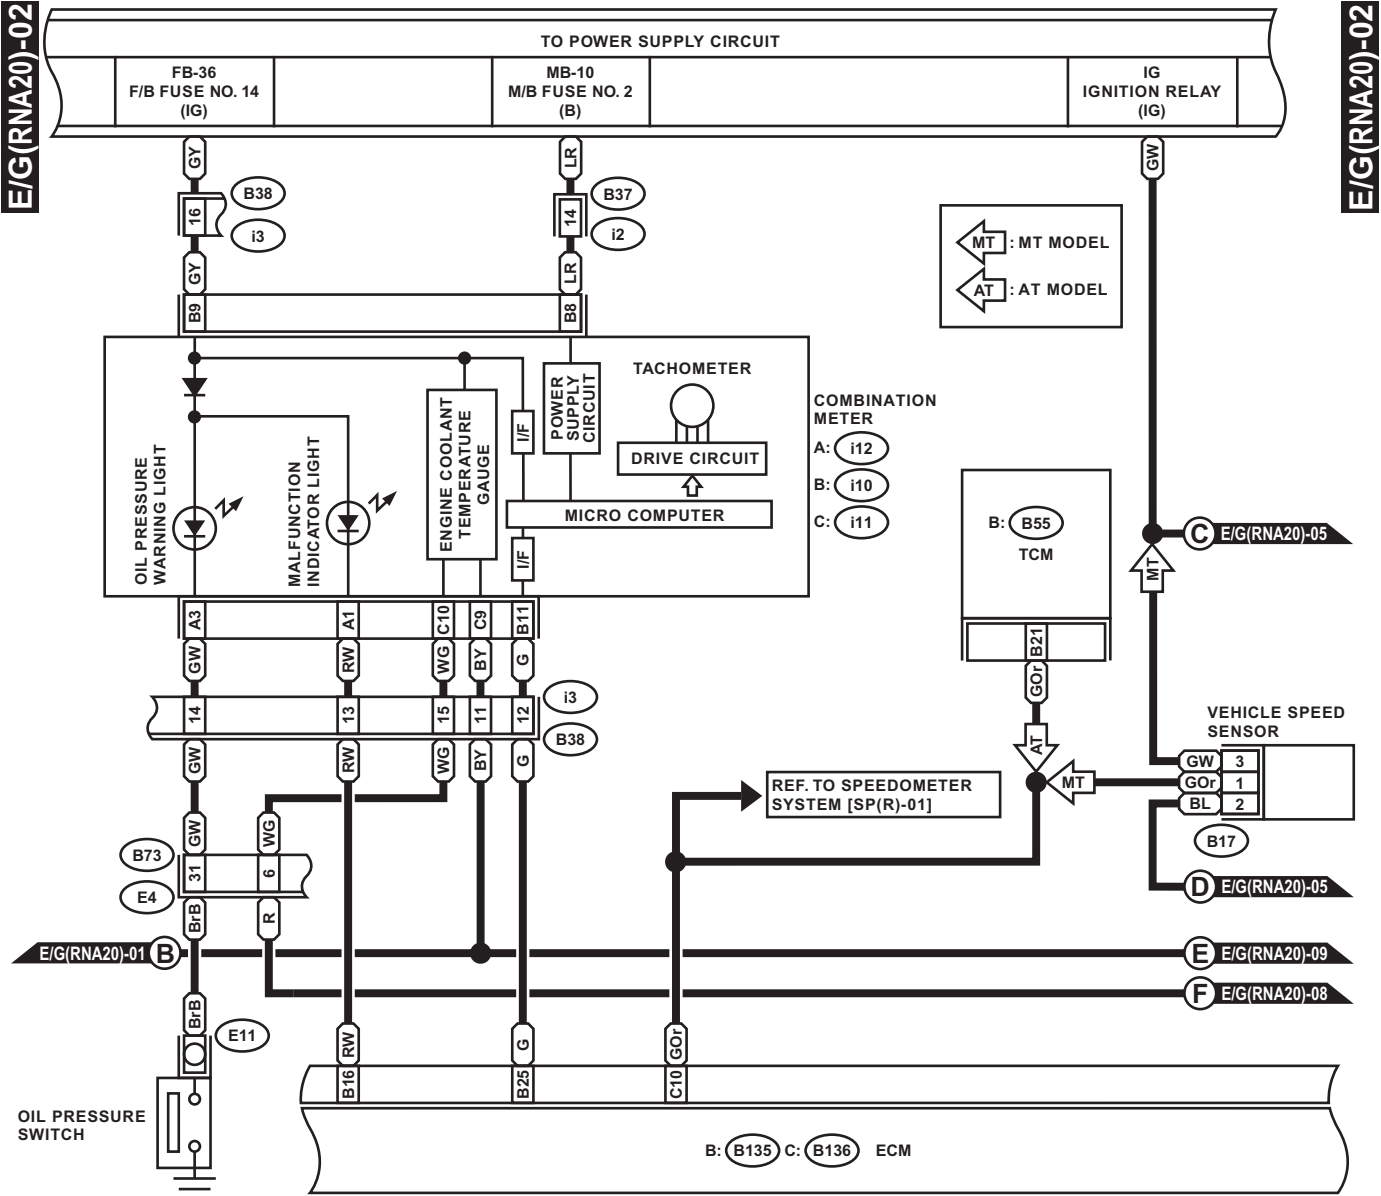 E/G(RNA20)-02
E/G(RNA20)-02
TO POWER SUPPLY CIRCUIT
FB-36
F/B FUSE NO. 14
(IG)
MB-10
M/B FUSE NO. 2
(B)
IG
IGNITION RELAY
(IG)
GY
LR
GW
16
B38
i3
14
B37
i2
GY
LR
B9
B8
MT : MT MODEL
AT : AT MODEL
OIL PRESSURE
WARNING LIGHT
MALFUNCTION
INDICATOR LIGHT
ENGINE COOLANT
TEMPERATURE
GAUGE
I/F
I/F
POWER
SUPPLY
CIRCUIT
TACHOMETER
DRIVE CIRCUIT
MICRO COMPUTER
COMBINATION
METER
A: i12
B: i10
C: i11
B: B55
TCM
B21
GOr
AT
MT
C E/G(RNA20)-05
A3
A1
C10
C9
B11
GW
RW
WG
BY
G
14
13
15
11
12
i3
B38
GW
RW
WG
BY
G
VEHICLE SPEED
SENSOR
GW 3
GOr 1
BL 2
B17
MT
REF. TO SPEEDOMETER
SYSTEM [SP(R)-01]
GW
WG
B73
E4
31
6
BrB
R
D E/G(RNA20)-05
E/G(RNA20)-01 B
E E/G(RNA20)-09
F E/G(RNA20)-08
BrB
E11
RW
G
GOr
B16
B25
C10
OIL PRESSURE
SWITCH
B: B135 C: B136 ECM